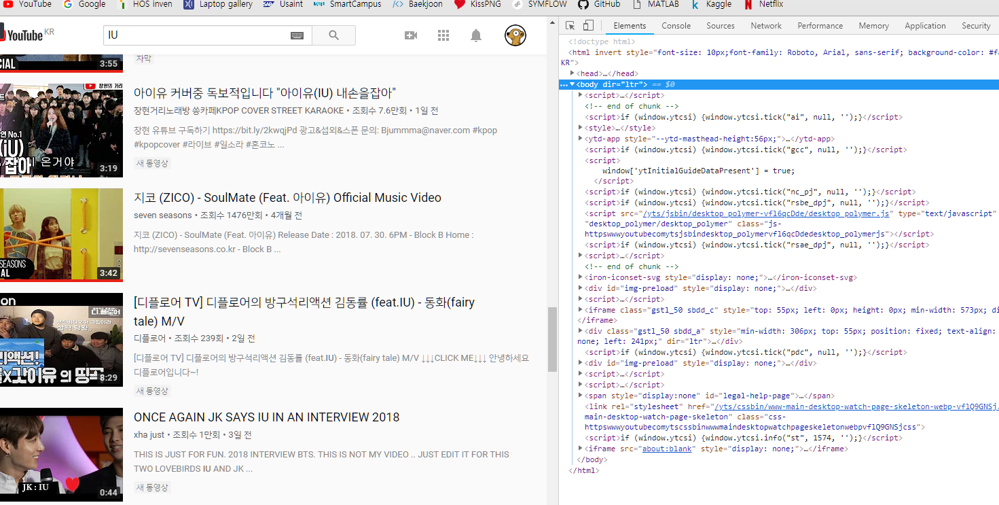 YouTube Google HOS inven Laptop gallery Usaint SmartCampus Baekjoon KissPNG SYMFLOW GitHub MATLAB Kaggle Netflix
YouTube KR
IU
3:55
자막
아이유 커버중 독보적입니다 "아이유(IU) 내손을잡아"
창현거리노래방 쏭카페KPOP COVER STREET KARAOKE • 조회수 7.6만회 • 1일 전
창현 유튜브 구독하기 https://bit.ly/2kwqjPd 광고&섭외&스폰 문의: Bjummma@naver.com #kpop
#kpopcover #라이브 #일소라 #혼코노 ...
새 동영상
3:19
지코 (ZICO) - SoulMate (Feat. 아이유) Official Music Video
seven seasons • 조회수 1476만회 • 4개월 전
지코 (ZICO) - SoulMate (Feat. 아이유) Release Date : 2018. 07. 30. 6PM - Block B Home :
http://sevenseasons.co.kr - Block B ...
3:42
[디플로어 TV] 디플로어의 방구석리액션 김동률 (feat.IU) - 동화(fairy
tale) M/V
디플로어 • 조회수 239회 • 2일 전
[디플로어 TV] 디플로어의 방구석리액션 김동률 (feat.IU) - 동화(fairy tale) M/V ↓↓↓CLICK ME↓↓↓ 안녕하세요
디플로어입니다~!
새 동영상
8:29
ONCE AGAIN JK SAYS IU IN AN INTERVIEW 2018
xha just • 조회수 1만회 • 3일 전
THIS IS JUST FOR FUN. 2018 INTERVIEW BTS. THIS IS NOT MY VIDEO .. JUST EDIT IT FOR THIS
TWO LOVEBIRDS IU AND JK ...
새 동영상
JK : IU
0:44
Elements Console Sources Network Performance Memory Application Security
<!doctype html>
<html invert style="font-size: 10px;font-family: Roboto, Arial, sans-serif; background-color: #fa
KR">
<head>…</head>
<body dir="ltr"> == $0
<script>…</script>
<!-- end of chunk -->
<script>if (window.ytcsi) {window.ytcsi.tick("ai", null, '');}</script>
<style>…</style>
<ytd-app style="--ytd-masthead-height:56px;">…</ytd-app>
<script>if (window.ytcsi) {window.ytcsi.tick("gcc", null, '');}</script>
<script>
window['ytInitialGuideDataPresent'] = true;
</script>
<script>if (window.ytcsi) {window.ytcsi.tick("nc_pj", null, '');}</script>
<script>if (window.ytcsi) {window.ytcsi.tick("rsbe_dpj", null, '');}</script>
<script src="/yts/jsbin/desktop_polymer-vfl6qcDde/desktop_polymer.js" type="text/javascript"
"desktop_polymer/desktop_polymer" class="js-
httpswwwyoutubecomytsjsbindesktop_polymervfl6qcDdedesktop_polymerjs"></script>
<script>if (window.ytcsi) {window.ytcsi.tick("rsae_dpj", null, '');}</script>
<script>…</script>
<!-- end of chunk -->
<iron-iconset-svg style="display: none;">…</iron-iconset-svg>
<div id="img-preload" style="display: none;">…</div>
<script>…</script>
<iframe class="gstl_50 sbdd_c" style="top: 55px; left: 0px; height: 0px; min-width: 573px; di
</iframe>
<div class="gstl_50 sbdd_a" style="min-width: 306px; top: 55px; position: fixed; text-align:
none; left: 241px;" dir="ltr">…</div>
<script>if (window.ytcsi) {window.ytcsi.tick("pdc", null, '');}</script>
<div id="img-preload" style="display: none;">…</div>
<script>…</script>
<script>…</script>
<span style="display:none" id="legal-help-page">…</span>
<link rel="stylesheet" href="/yts/cssbin/www-main-desktop-watch-page-skeleton-webp-vflQ9GNSj.
main-desktop-watch-page-skeleton" class="css-
httpswwwyoutubecomytscssbinwwwmaindesktopwatchpageskeletonwebpvflQ9GNSjcss">
<script>if (window.ytcsi) {window.ytcsi.info("st", 1574, '');}</script>
<iframe src="about:blank" style="display: none;">…</iframe>
</body>
</html>